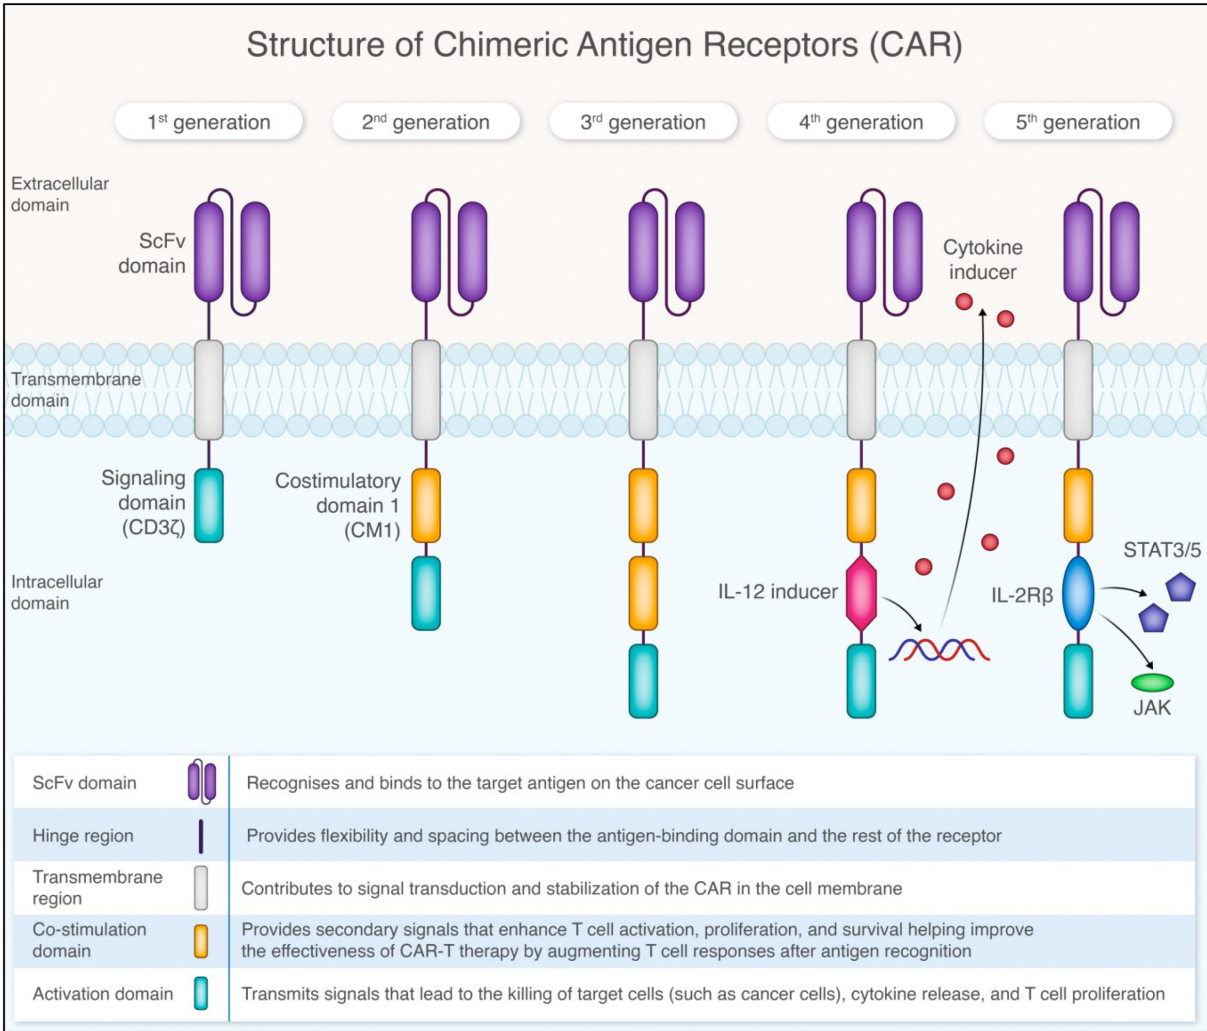 Structure of Chimeric Antigen Receptors (CAR)
1st generation
2nd generation
3rd generation
4th generation
5th generation
Extracellular
domain
ScFv
domain
Cytokine
inducer
Transmembrane
domain
Signaling
domain
(CD3ζ)
Costimulatory
domain 1
(CM1)
Intracellular
domain
IL-12 inducer
IL-2Rβ
STAT3/5
JAK
ScFv domain
Recognises and binds to the target antigen on the cancer cell surface
Hinge region
Provides flexibility and spacing between the antigen-binding domain and the rest of the receptor
Transmembrane
region
Contributes to signal transduction and stabilization of the CAR in the cell membrane
Co-stimulation
domain
Provides secondary signals that enhance T cell activation, proliferation, and survival helping improve
the effectiveness of CAR-T therapy by augmenting T cell responses after antigen recognition
Activation domain
Transmits signals that lead to the killing of target cells (such as cancer cells), cytokine release, and T cell proliferation